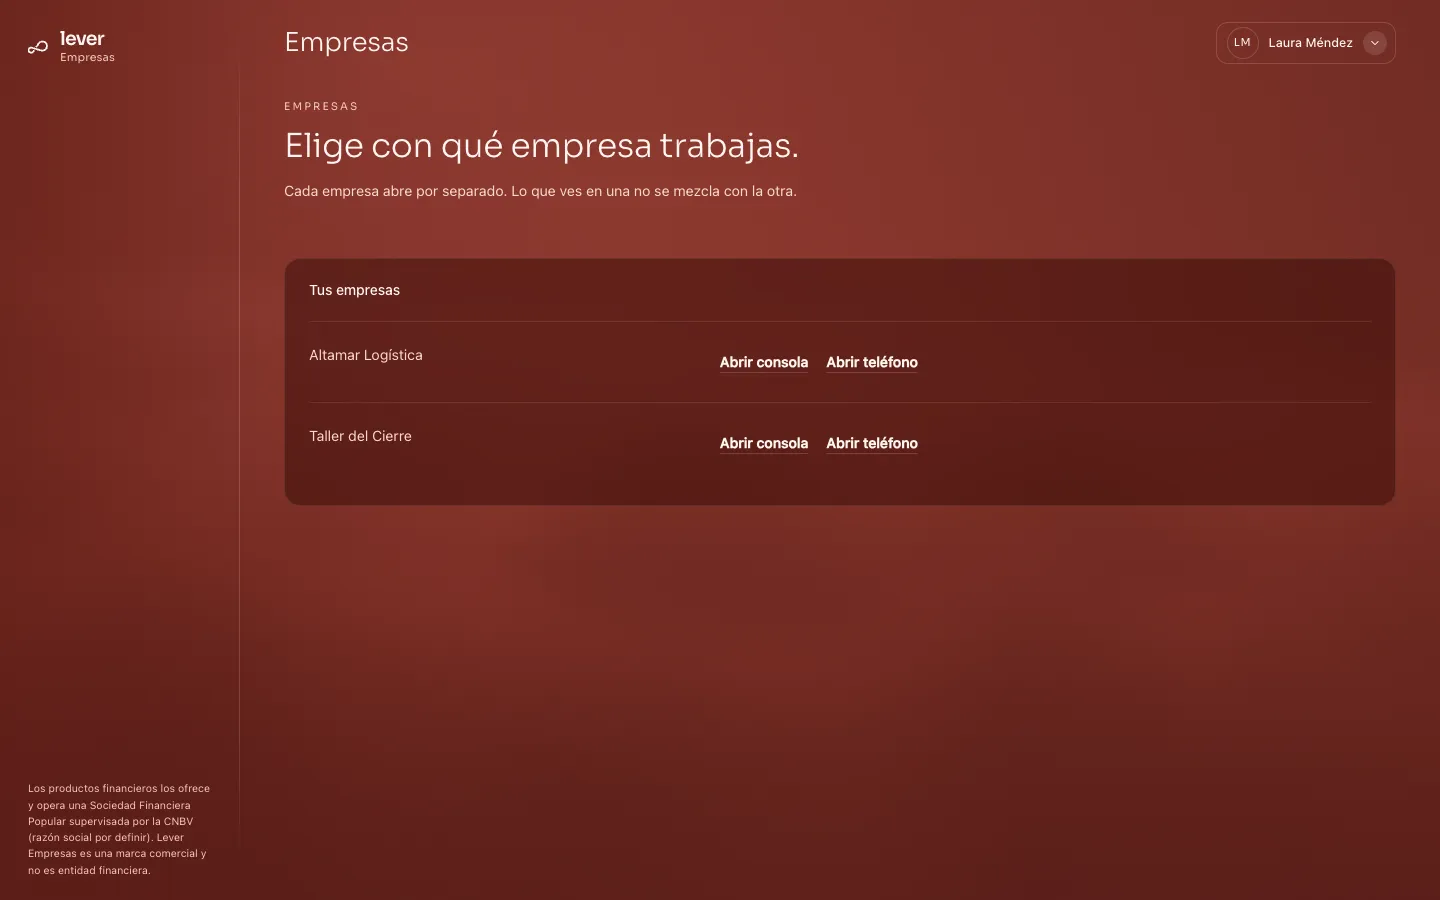 lever
Empresas
Empresas
LM
Laura Méndez
EMPRESAS
Elige con qué empresa trabajas.
Cada empresa abre por separado. Lo que ves en una no se mezcla con la otra.
Tus empresas
Altamar Logística
Abrir consola
Abrir teléfono
Taller del Cierre
Abrir consola
Abrir teléfono
Los productos financieros los ofrece
y opera una Sociedad Financiera
Popular supervisada por la CNBV
(razón social por definir). Lever
Empresas es una marca comercial y
no es entidad financiera.